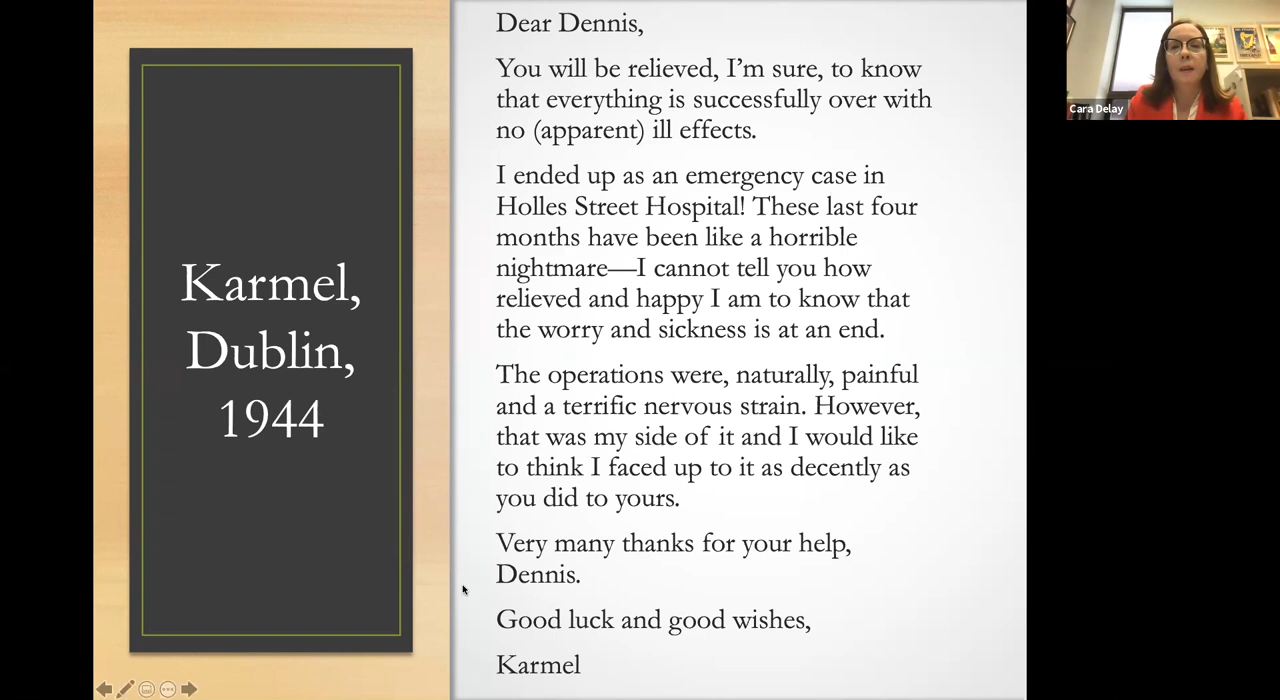 Karmel,
Dublin,
1944
Dear Dennis,
You will be relieved, I'm sure, to know
that everything is successfully over with
no (apparent) ill effects.
I ended up as an emergency case in
Holles Street Hospital! These last four
months have been like a horrible
nightmare—I cannot tell you how
relieved and happy I am to know that
the worry and sickness is at an end.
The operations were, naturally, painful
and a terrific nervous strain. However,
that was my side of it and I would like
to think I faced up to it as decently as
you did to yours.
Very many thanks for your help,
Dennis.
Good luck and good wishes,
Karmel
Cara Delay